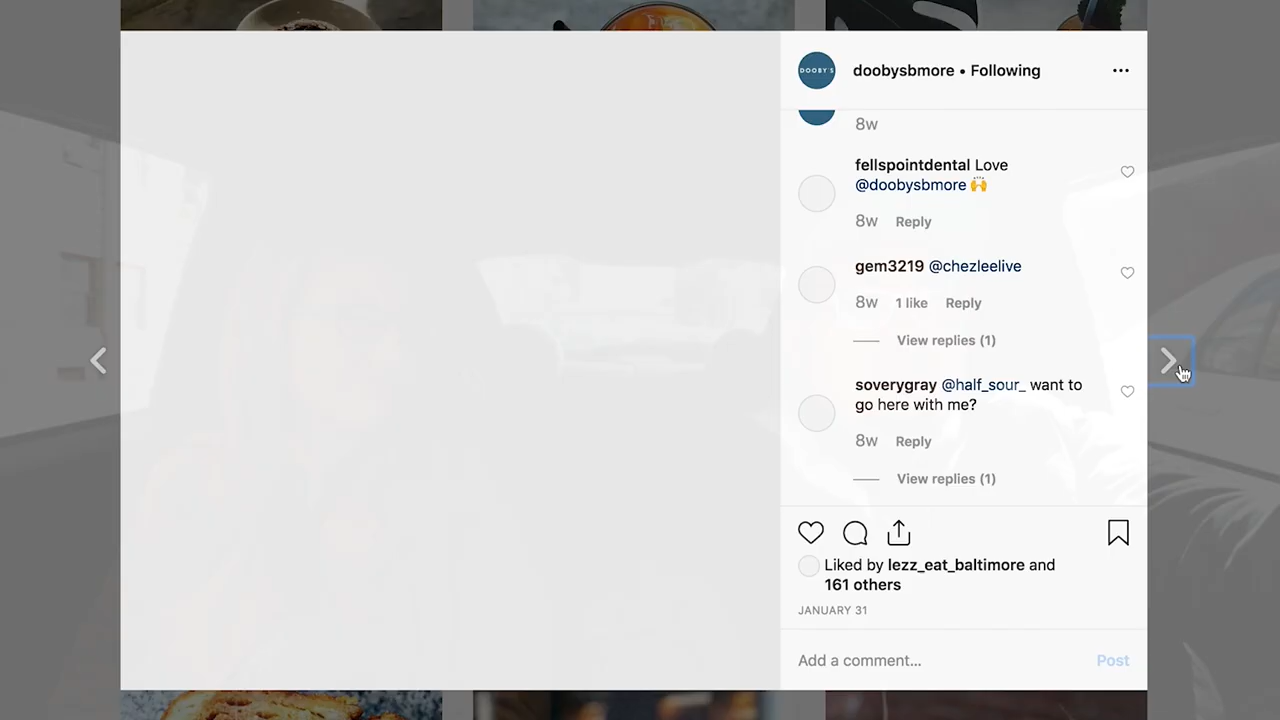 DOOBY'S
doobysbmore • Following
8w
fellspointdental Love
@doobysbmore 🙌
8w Reply
gem3219 @chezleelive
8w 1 like Reply
View replies (1)
soverygray @half_sour_ want to
go here with me?
8w Reply
View replies (1)
Liked by lezz_eat_baltimore and
161 others
JANUARY 31
Add a comment... Post